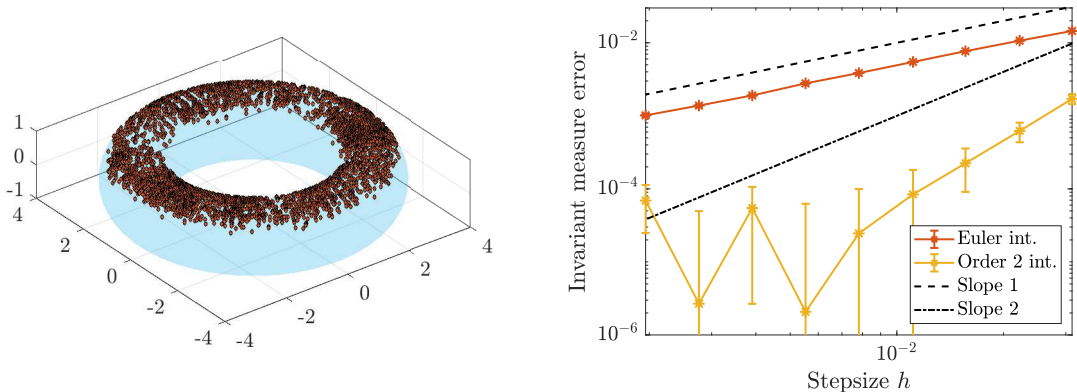 1
0
-1
4
2
0
-2
-4
-4
-2
0
2
4
Invariant measure error
10^-2
10^-4
10^-6
10^-2
Stepsize h
Euler int.
Order 2 int.
Slope 1
Slope 2